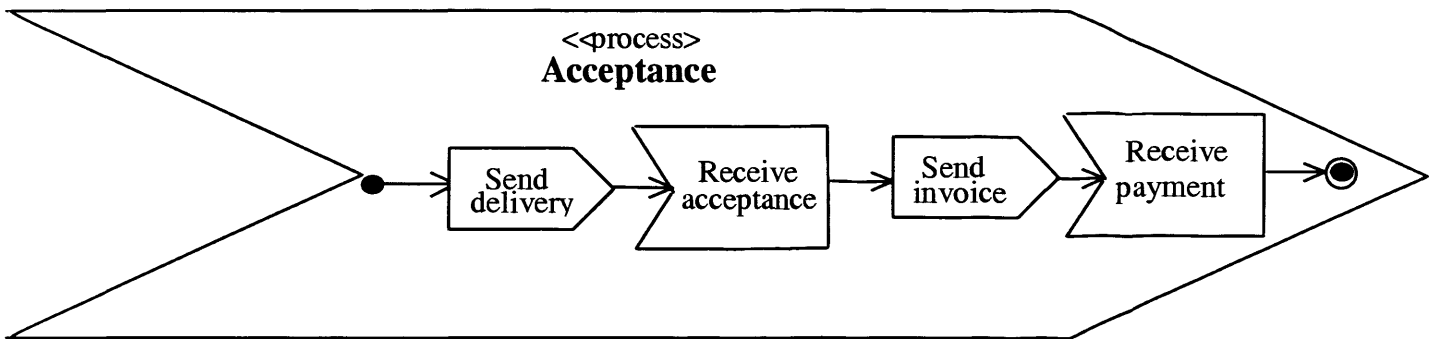 <<process>
Acceptance
Send
delivery
Receive
acceptance
Send
invoice
Receive
payment